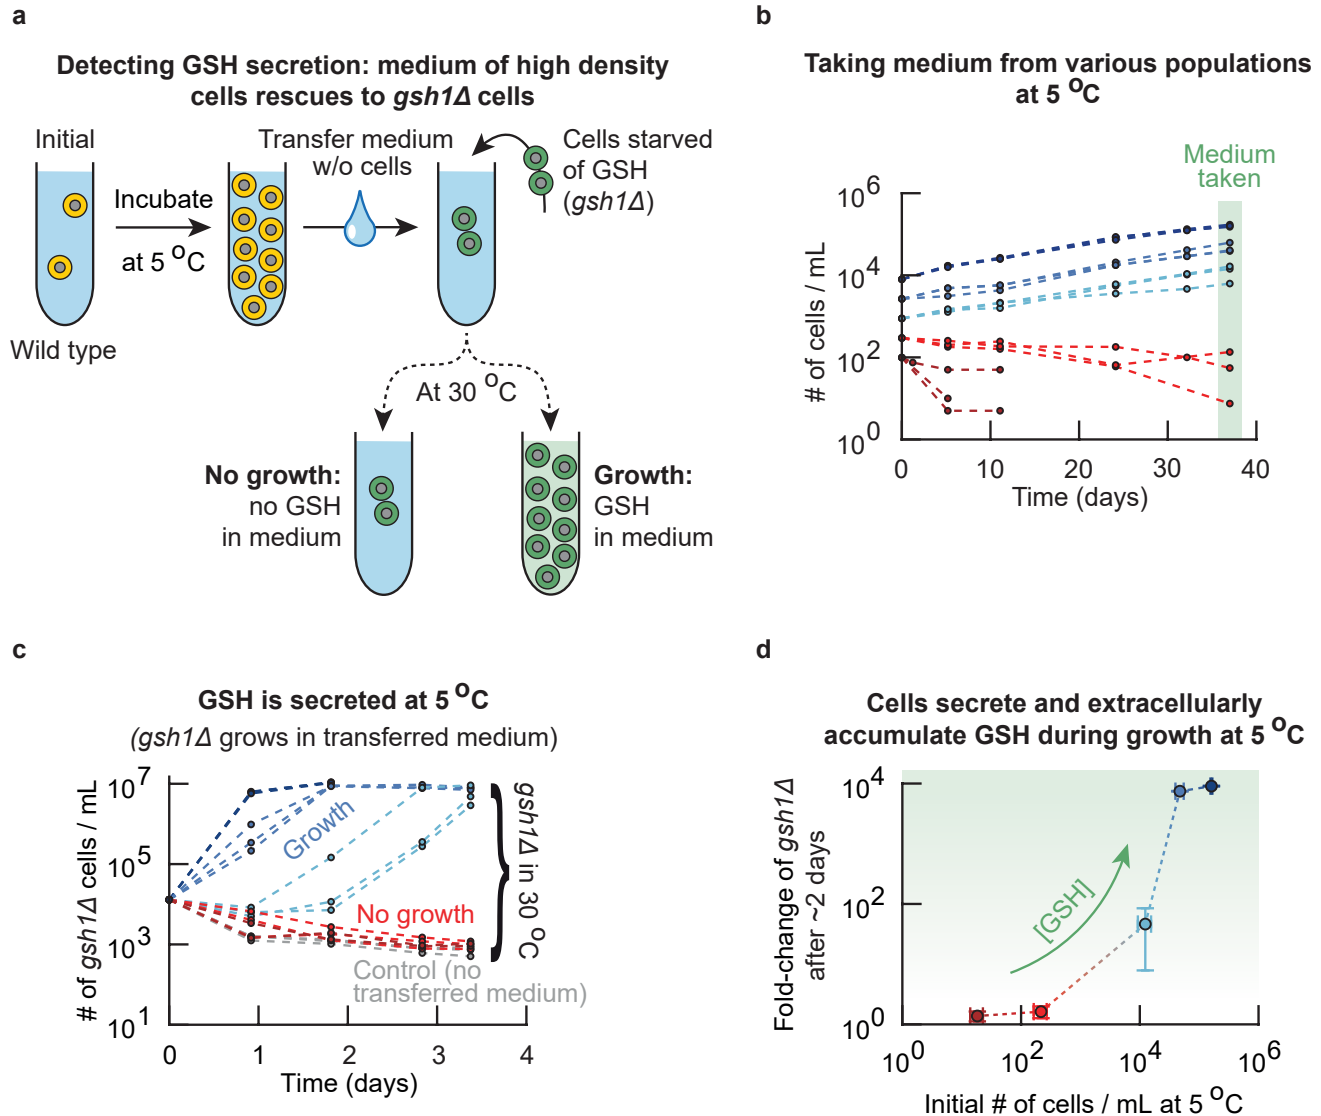 a
Detecting GSH secretion: medium of high density
cells rescues to gsh1Δ cells
Initial
Incubate
at 5 °C
Wild type
Transfer medium
w/o cells
Cells starved
of GSH
(gsh1Δ)
At 30 °C
No growth:
no GSH
in medium
Growth:
GSH
in medium
b
Taking medium from various populations
at 5 °C
Medium
taken
# of cells / mL
10^6
10^4
10^2
10^0
0 10 20 30 40
Time (days)
c
GSH is secreted at 5 °C
(gsh1Δ grows in transferred medium)
# of gsh1Δ cells / mL
10^7
10^5
10^3
10^1
Growth
No growth
Control (no
transferred medium)
gsh1Δ in 30 °C
0 1 2 3 4
Time (days)
d
Cells secrete and extracellularly
accumulate GSH during growth at 5 °C
Fold-change of gsh1Δ
after ~2 days
10^4
10^2
10^0
[GSH]
10^0 10^2 10^4 10^6
Initial # of cells / mL at 5 °C